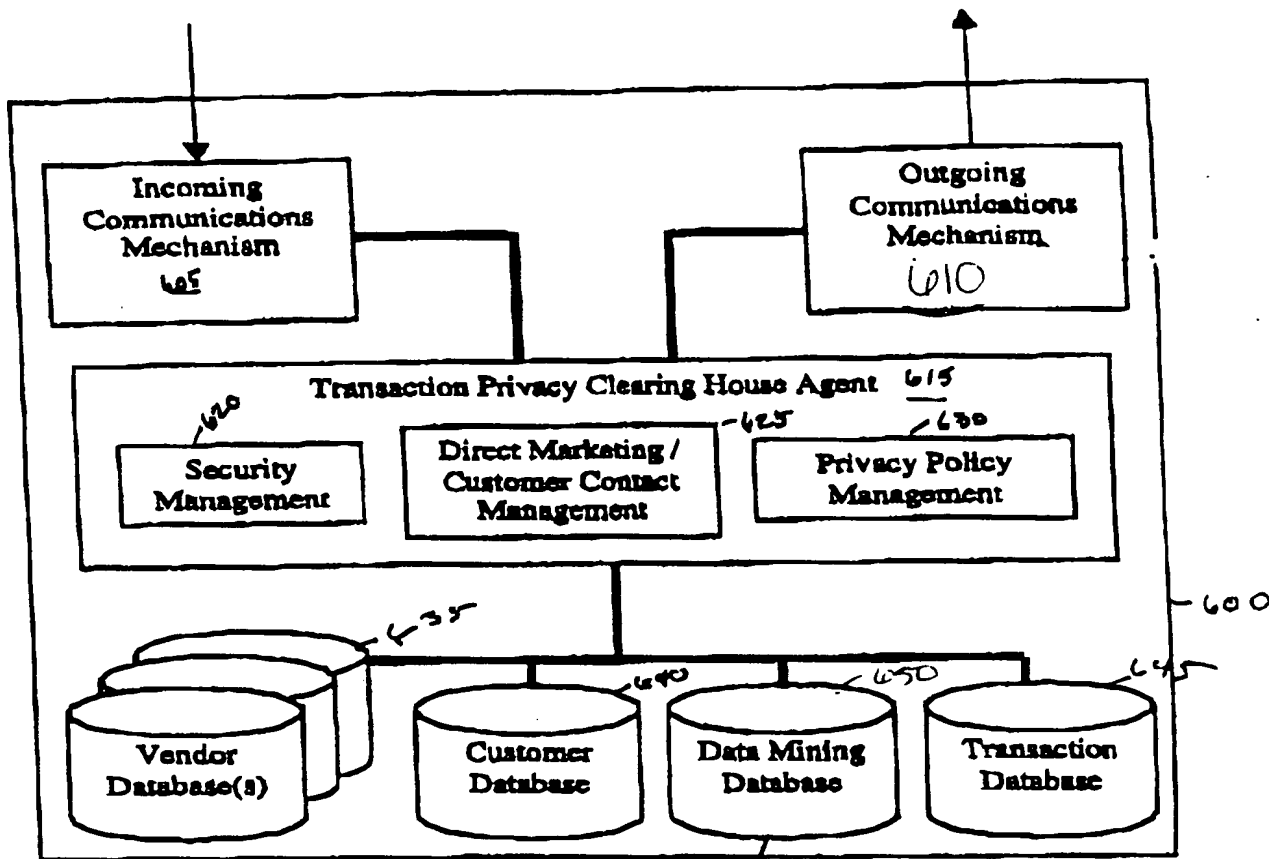 Incoming
Communications
Mechanism
605
Outgoing
Communications
Mechanism
610
Transaction Privacy Clearing House Agent 615
620
Security
Management
625
Direct Marketing /
Customer Contact
Management
630
Privacy Policy
Management
600
635
Vendor
Database(s)
640
Customer
Database
650
Data Mining
Database
645
Transaction
Database